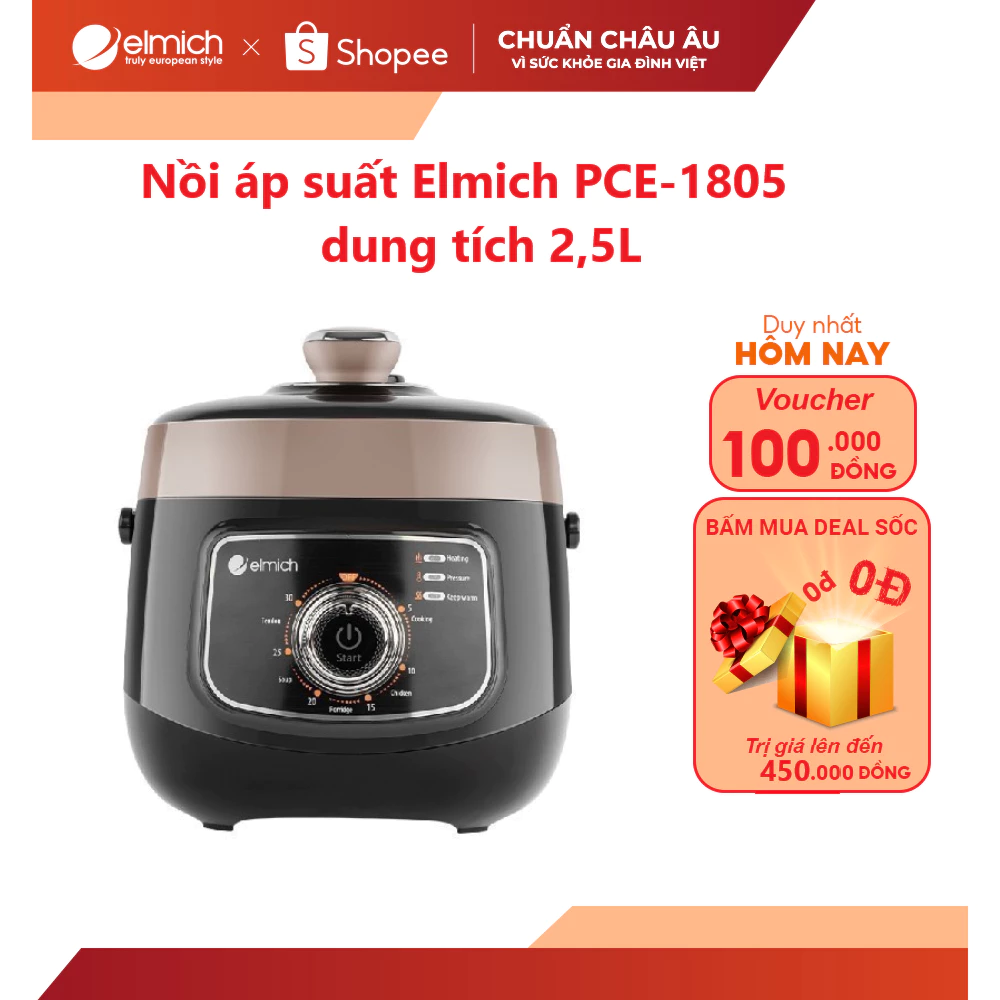 elmich × S Shopee
truly european style
CHUẨN CHÂU ÂU
VÌ SỨC KHỎE GIA ĐÌNH VIỆT
Nồi áp suất Elmich PCE-1805
dung tích 2,5L
Duy nhất
HÔM NAY
Voucher
100.000
ĐỒNG
BẤM MUA DEAL SỐC
0đ 0Đ
Trị giá lên đến
450.000 ĐỒNG
elmich
Heating
Pressure
Keep warm
OFF
5
Cooking
10
Chicken
15
Porridge
20
Soup
25
Tendon
30
Start